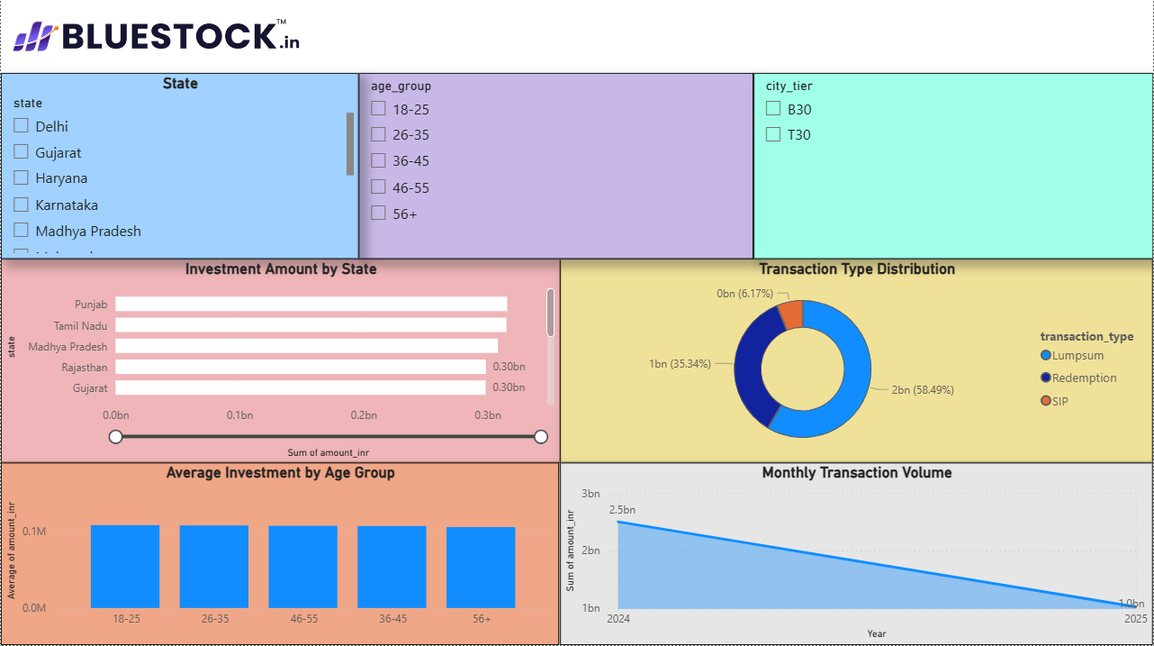 BLUESTOCK.in
™
State
state
Delhi
Gujarat
Haryana
Karnataka
Madhya Pradesh
age_group
18-25
26-35
36-45
46-55
56+
city_tier
B30
T30
Investment Amount by State
state
Punjab
Tamil Nadu
Madhya Pradesh
Rajasthan
0.30bn
Gujarat
0.30bn
0.0bn 0.1bn 0.2bn 0.3bn
Sum of amount_inr
Transaction Type Distribution
0bn (6.17%)
1bn (35.34%)
2bn (58.49%)
transaction_type
Lumpsum
Redemption
SIP
Average Investment by Age Group
Average of amount_inr
0.1M
0.0M
18-25 26-35 46-55 36-45 56+
Monthly Transaction Volume
Sum of amount_inr
3bn
2.5bn
2bn
1bn
1.0bn
2024 2025
Year